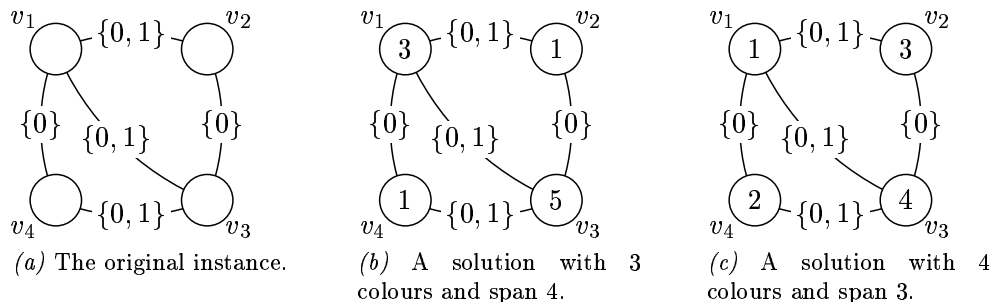 v1 {0, 1} v2
{0} {0, 1} {0}
v4 {0, 1} v3
(a) The original instance.
v1 3 {0, 1} 1 v2
{0} {0, 1} {0}
1 {0, 1} 5
v4 v3
(b) A solution with 3
colours and span 4.
v1 1 {0, 1} 3 v2
{0} {0, 1} {0}
2 {0, 1} 4
v4 v3
(c) A solution with 4
colours and span 3.